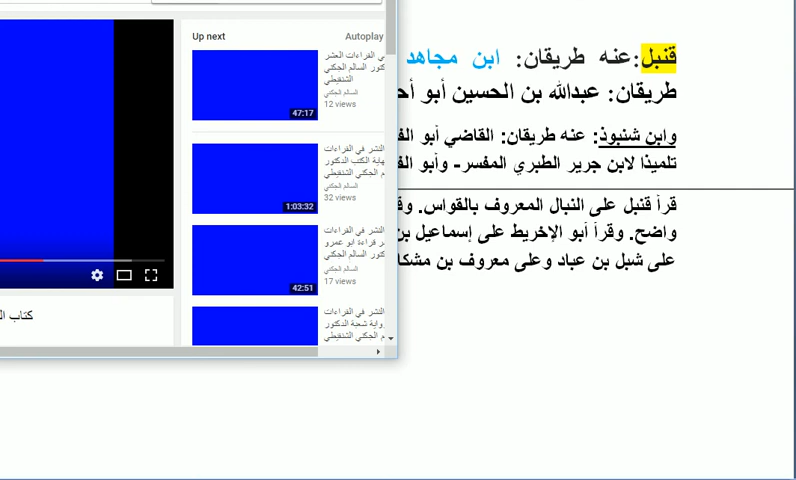 Up next
Autoplay
في القراءات العشر
كتور السالم الجكني
الشنقيطي
السالم الجكني
12 views
47:17
النشر في القراءات
نهاية الكتب الدكتور
م الجكني الشنقيطي
السالم الجكني
32 views
1:03:32
النشر في القراءات
قراءة ابو عمرو
كتور السالم الجكني
السالم الجكني
17 views
42:51
النشر في القراءات
رواية شعبة الدكتور
م الجكني الشنقيطي
كتاب ال
قنبل:عنه طريقان: ابن مجاهد
طريقان: عبدالله بن الحسين أبو أح
وابن شنبوذ: عنه طريقان: القاضي أبو الف
تلميذا لابن جرير الطبري المفسر- وأبو الف
قرأ قنبل على النبال المعروف بالقواس. وق
واضح. وقرأ أبو الإخريط على إسماعيل بن
على شبل بن عباد وعلى معروف بن مشكا